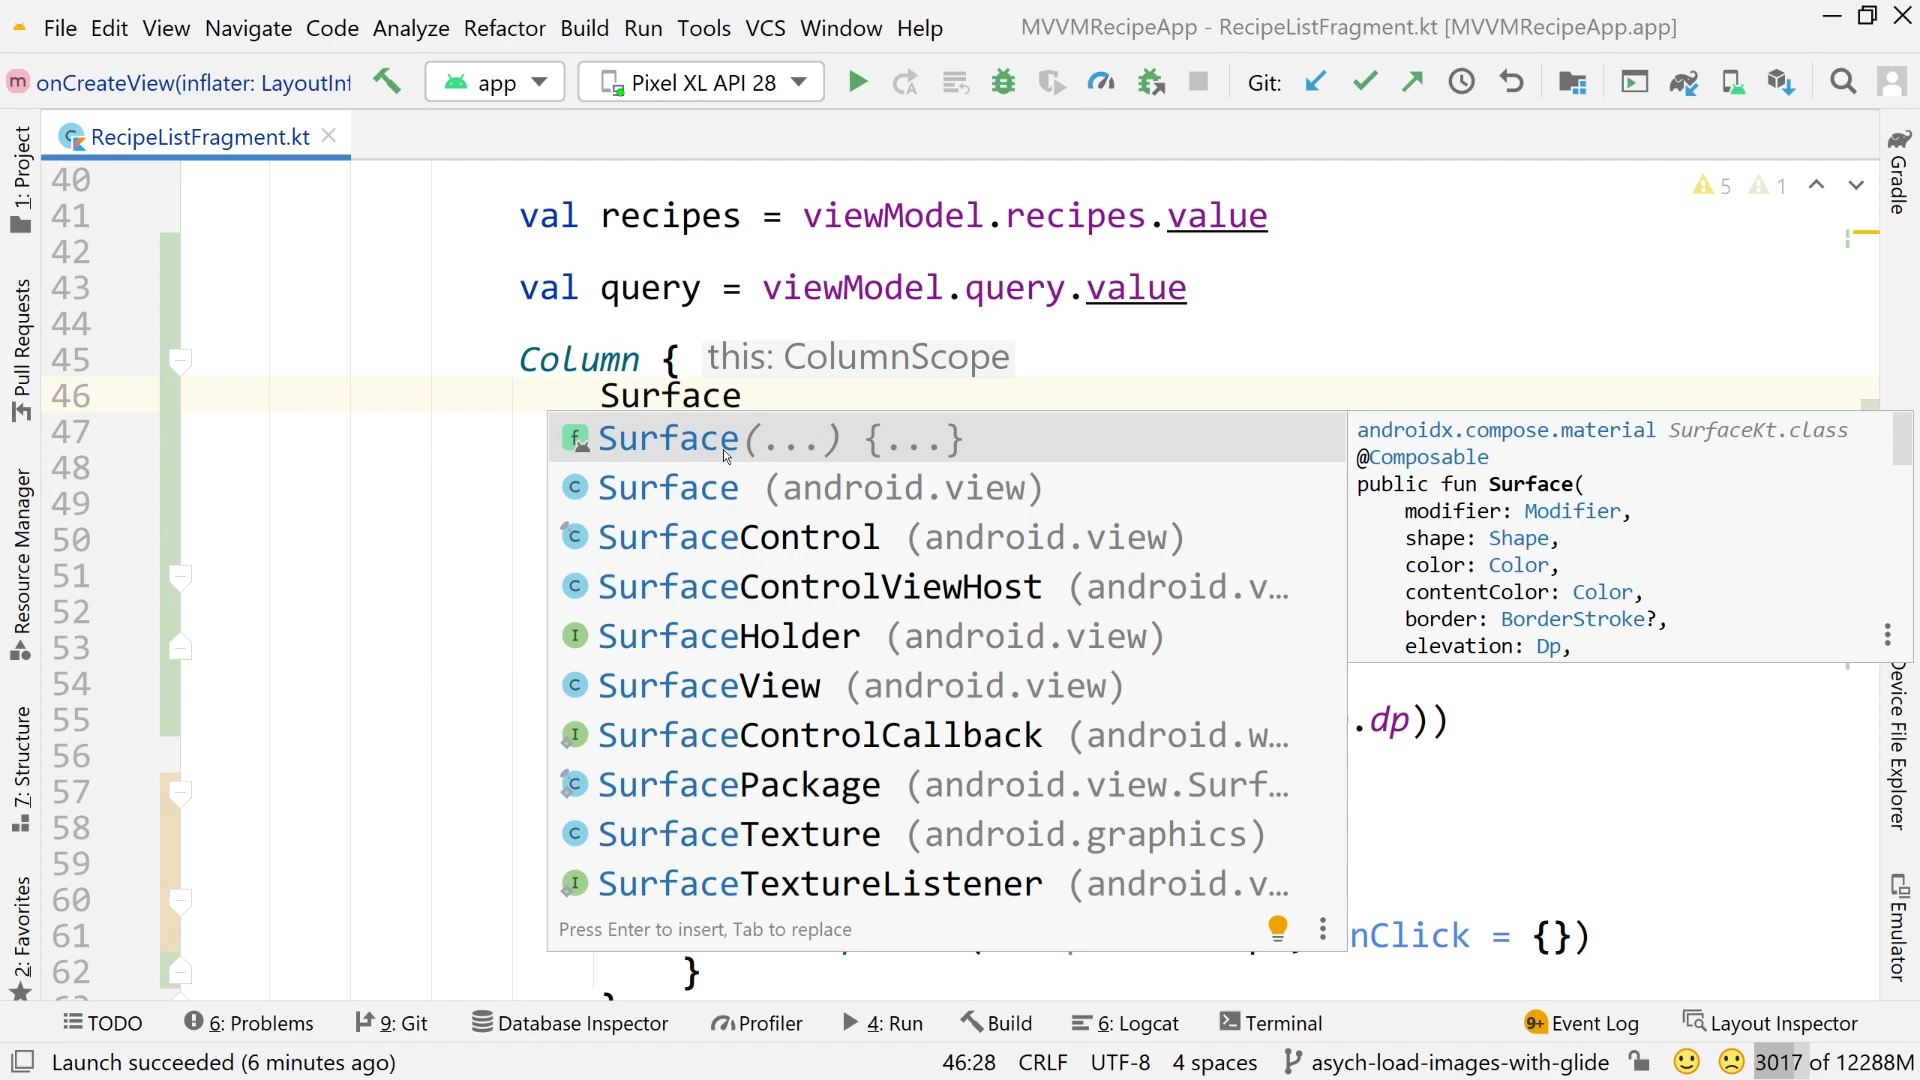 File Edit View Navigate Code Analyze Refactor Build Run Tools VCS Window Help MVVMRecipeApp - RecipeListFragment.kt [MVVMRecipeApp.app]
m onCreateView(inflater: LayoutInf app Pixel XL API 28 Git:
RecipeListFragment.kt
1: Project
Pull Requests
Resource Manager
7: Structure
2: Favorites
40
41 val recipes = viewModel.recipes.value
42
43 val query = viewModel.query.value
44
45 Column { this: ColumnScope
46 Surface
47
48
49
50
51
52
53
54 .dp))
55
56
57
58
59
60
61 nClick = {})
62 }
5 1
Surface(...) {...}
Surface (android.view)
SurfaceControl (android.view)
SurfaceControlViewHost (android.v...
SurfaceHolder (android.view)
SurfaceView (android.view)
SurfaceControlCallback (android.w...
SurfacePackage (android.view.Surf...
SurfaceTexture (android.graphics)
SurfaceTextureListener (android.v...
Press Enter to insert, Tab to replace
androidx.compose.material SurfaceKt.class
@Composable
public fun Surface(
modifier: Modifier,
shape: Shape,
color: Color,
contentColor: Color,
border: BorderStroke?,
elevation: Dp,
Gradle
Device File Explorer
Emulator
TODO 6: Problems 9: Git Database Inspector Profiler 4: Run Build 6: Logcat Terminal 9+ Event Log Layout Inspector
Launch succeeded (6 minutes ago) 46:28 CRLF UTF-8 4 spaces asych-load-images-with-glide 3017 of 12288M